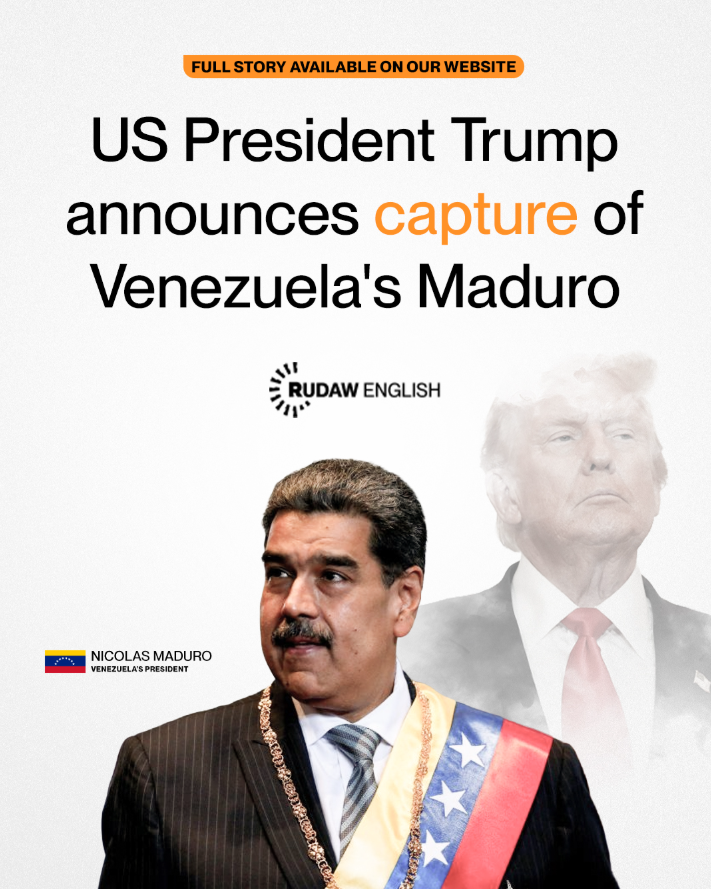 FULL STORY AVAILABLE ON OUR WEBSITE
US President Trump
announces capture of
Venezuela's Maduro
RUDAW ENGLISH
NICOLAS MADURO
VENEZUELA'S PRESIDENT